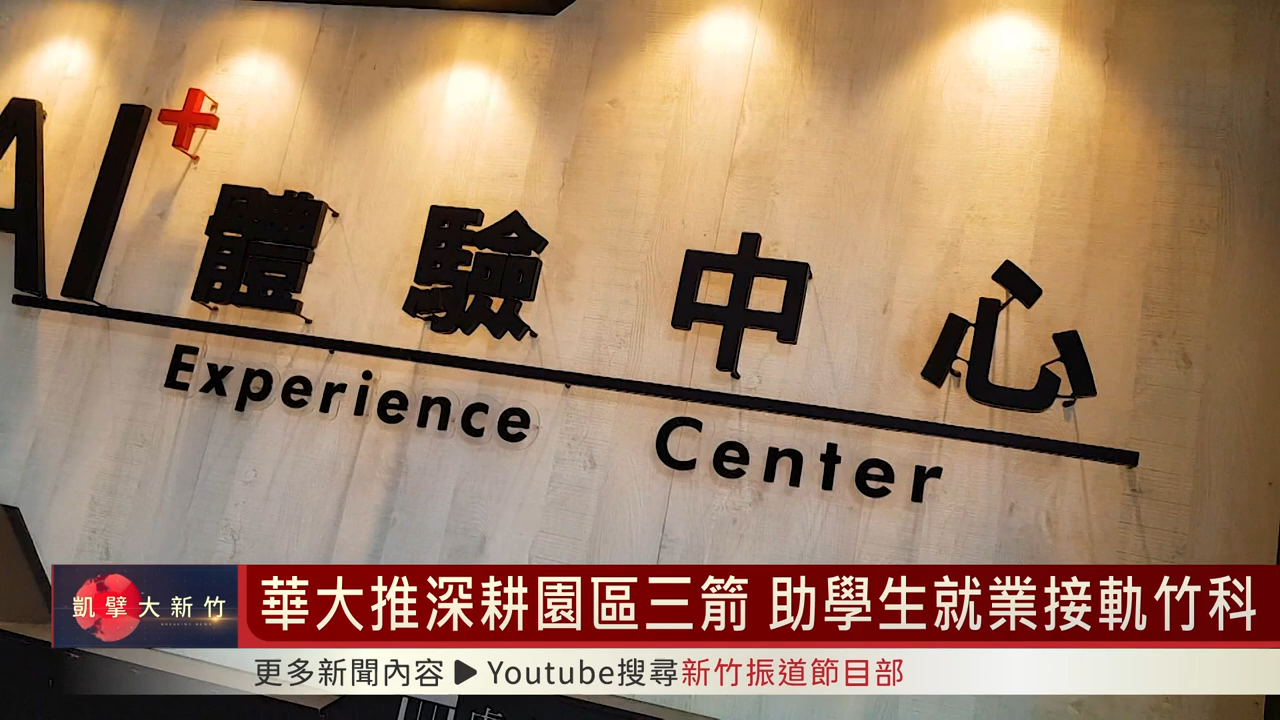 AI+
體驗中心
Experience Center
凱擘大新竹
BREAKING NEWS
華大推深耕園區三箭 助學生就業接軌竹科
更多新聞內容▶Youtube搜尋新竹振道節目部